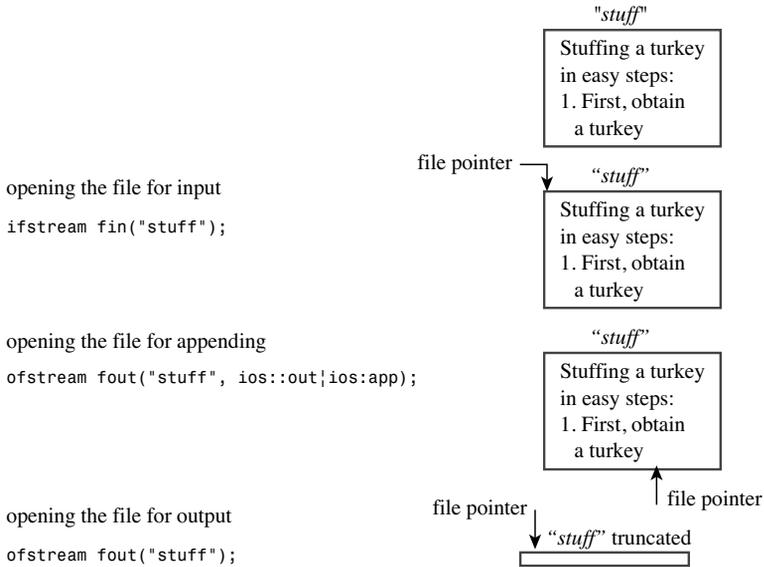 "stuff"
Stuffing a turkey
in easy steps:
1. First, obtain
a turkey
file pointer
“stuff”
opening the file for input
ifstream fin("stuff");
Stuffing a turkey
in easy steps:
1. First, obtain
a turkey
opening the file for appending
ofstream fout("stuff", ios::out¦ios:app);
“stuff”
Stuffing a turkey
in easy steps:
1. First, obtain
a turkey
file pointer
opening the file for output
ofstream fout("stuff");
file pointer
“stuff” truncated